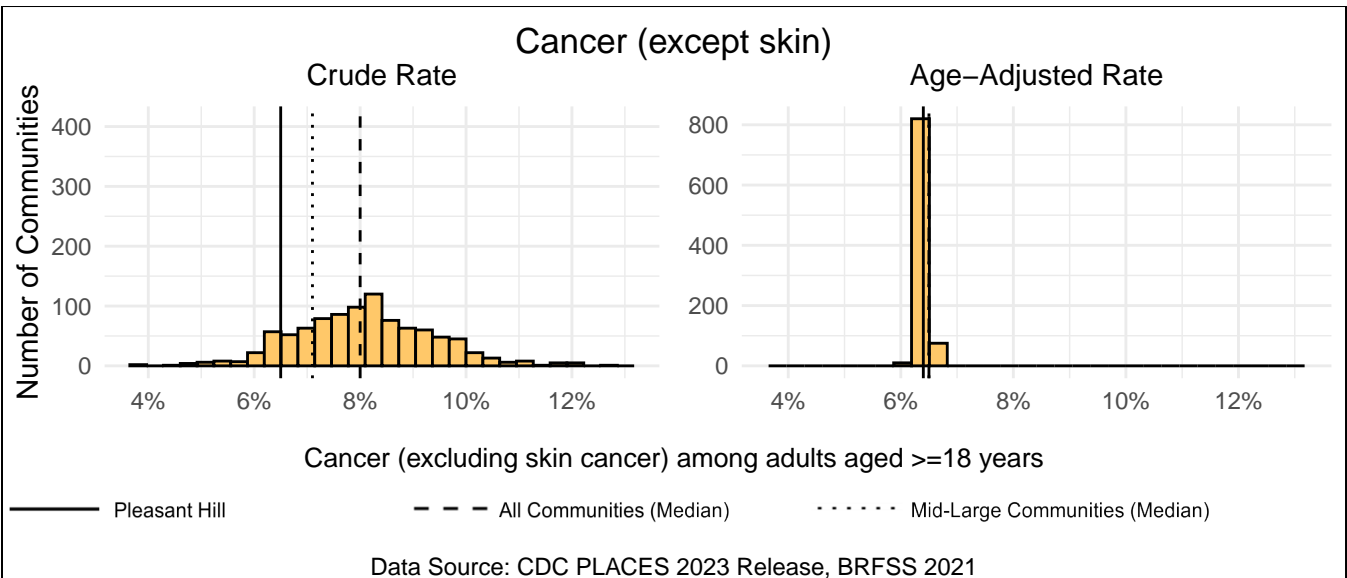 Cancer (except skin)
Crude Rate
Age−Adjusted Rate
Number of Communities
400
300
200
100
0
4%
6%
8%
10%
12%
800
600
400
200
0
4%
6%
8%
10%
12%
Cancer (excluding skin cancer) among adults aged >=18 years
Pleasant Hill
All Communities (Median)
Mid-Large Communities (Median)
Data Source: CDC PLACES 2023 Release, BRFSS 2021